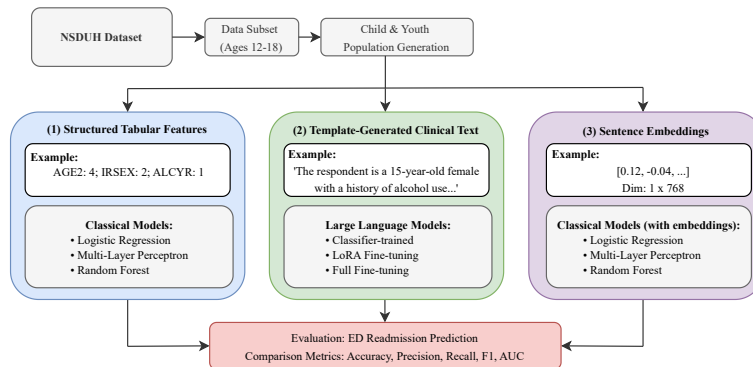 NSDUH Dataset
Data Subset
(Ages 12-18)
Child & Youth
Population Generation
(1) Structured Tabular Features
Example:
AGE2: 4; IRSEX: 2; ALCYR: 1
Classical Models:
• Logistic Regression
• Multi-Layer Perceptron
• Random Forest
(2) Template-Generated Clinical Text
Example:
'The respondent is a 15-year-old female
with a history of alcohol use...'
Large Language Models:
• Classifier-trained
• LoRA Fine-tuning
• Full Fine-tuning
(3) Sentence Embeddings
Example:
[0.12, -0.04, ...]
Dim: 1 x 768
Classical Models (with embeddings):
• Logistic Regression
• Multi-Layer Perceptron
• Random Forest
Evaluation: ED Readmission Prediction
Comparison Metrics: Accuracy, Precision, Recall, F1, AUC